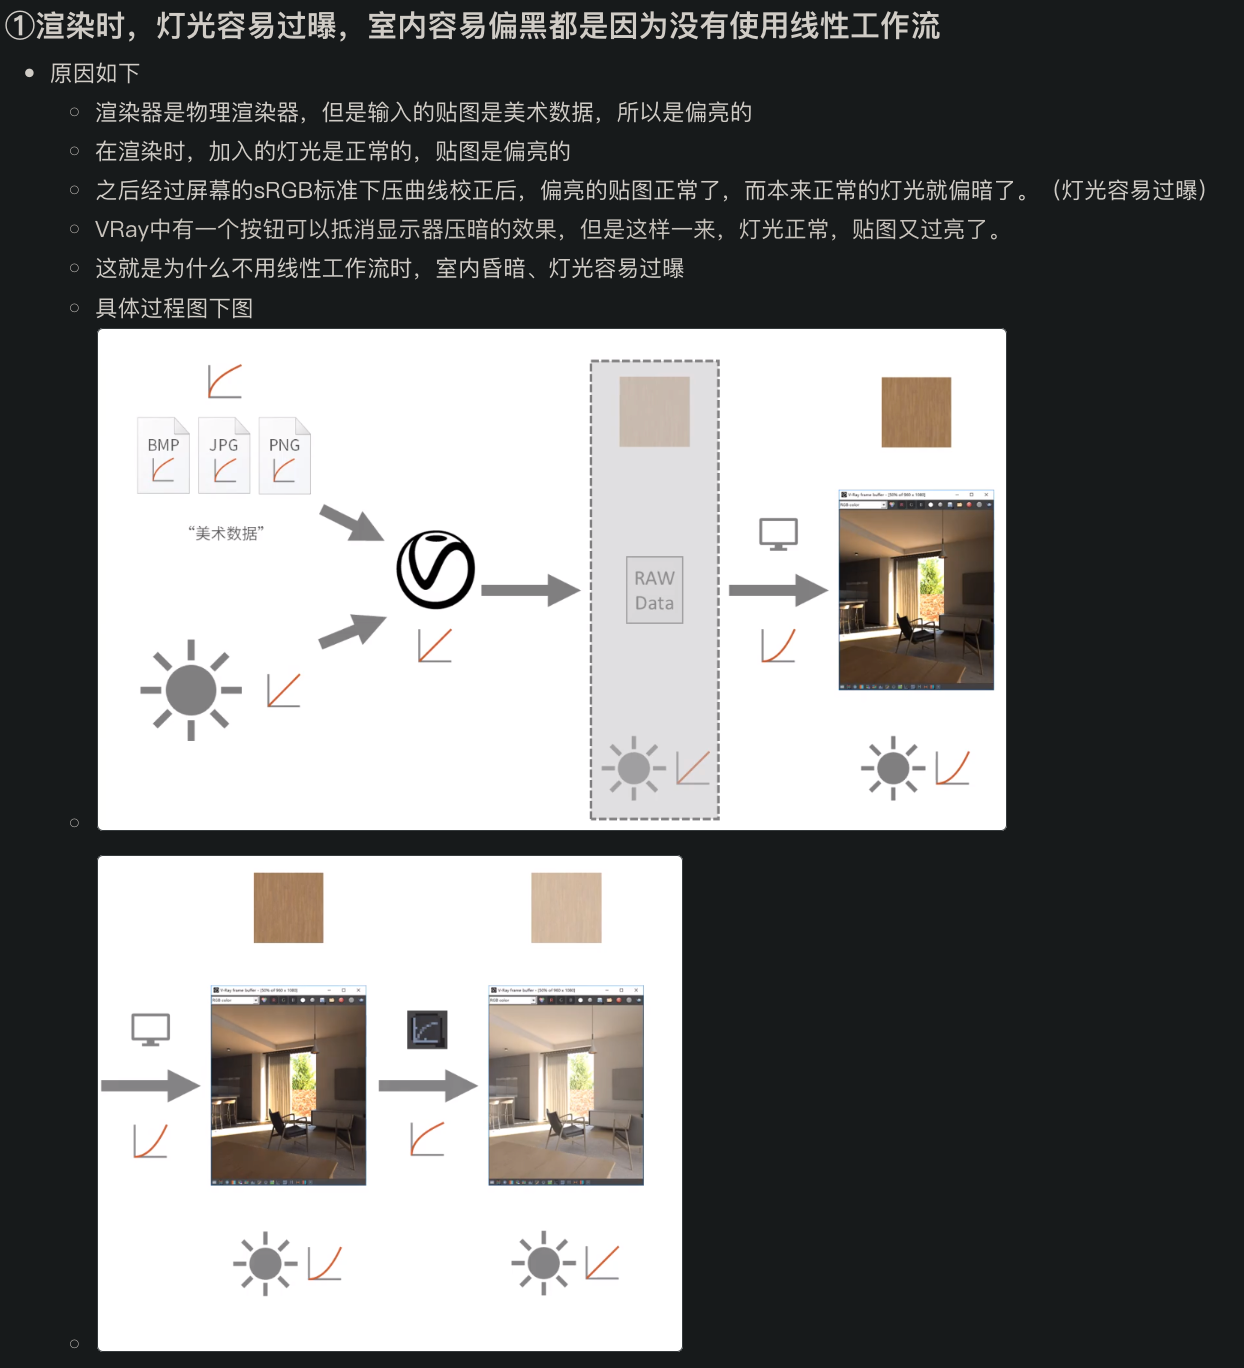 ①渲染时，灯光容易过曝，室内容易偏黑都是因为没有使用线性工作流
原因如下
渲染器是物理渲染器，但是输入的贴图是美术数据，所以是偏亮的
在渲染时，加入的灯光是正常的，贴图是偏亮的
之后经过屏幕的sRGB标准下压曲线校正后，偏亮的贴图正常了，而本来正常的灯光就偏暗了。（灯光容易过曝）
VRay中有一个按钮可以抵消显示器压暗的效果，但是这样一来，灯光正常，贴图又过亮了。
这就是为什么不用线性工作流时，室内昏暗、灯光容易过曝
具体过程图下图
BMP JPG PNG
“美术数据”
RAW
Data
V-Ray frame buffer - [50% of 960 x 1080]
RGB color
V-Ray frame buffer - [50% of 960 x 1080]
RGB color
V-Ray frame buffer - [50% of 960 x 1080]
RGB color